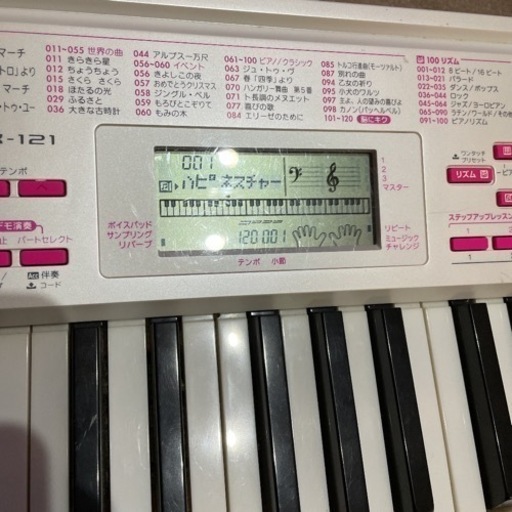 マーチ
トロ」より
マーチ
トゥ・ユー
011~055 世界の曲
011 きらきら星
012 ちょうちょう
015 さくら さくら
018 ほたるの光
029 ふるさと
036 大きな古時計
044 アルプス一万尺
056~060 イベント
056 きよしこの夜
057 おめでとうクリスマス
058 ジングル・ベル
059 もろびとこぞりて
060 もみの木
061~100 ピアノ/クラシック
063 ジュ・トゥ・ヴ
067 春「四季」より
070 ハンガリー舞曲 第5番
071 ト長調のメヌエット
077 喜びの歌
084 エリーゼのために
085 トルコ行進曲(モーツァルト)
087 別れの曲
092 乙女の祈り
095 小犬のワルツ
097 主よ、人の望みの喜びよ
098 カノン(パッヘルベル)
101~120 脳にキク
100 リズム
001-012 8 ビート/16 ビート
013-021 バラード
022-035 ダンス/ポップス
036-044 ロック
045-054 ジャズ/ヨーロピアン
055-064 ラテン/ワールド/その他
091-100 ピアノリズム
-121
テンポ
デモ演奏
パートセレクト
伴奏
コード
ボイスパッド
サンプリング
リバーブ
001
ハピネスチャー
120 001
テンポ 小節
1
2
3
マスター
リピート
ミュージック
チャレンジ
ワンタッチ
プリセット
リズム
ステップアップレッスン
1 2